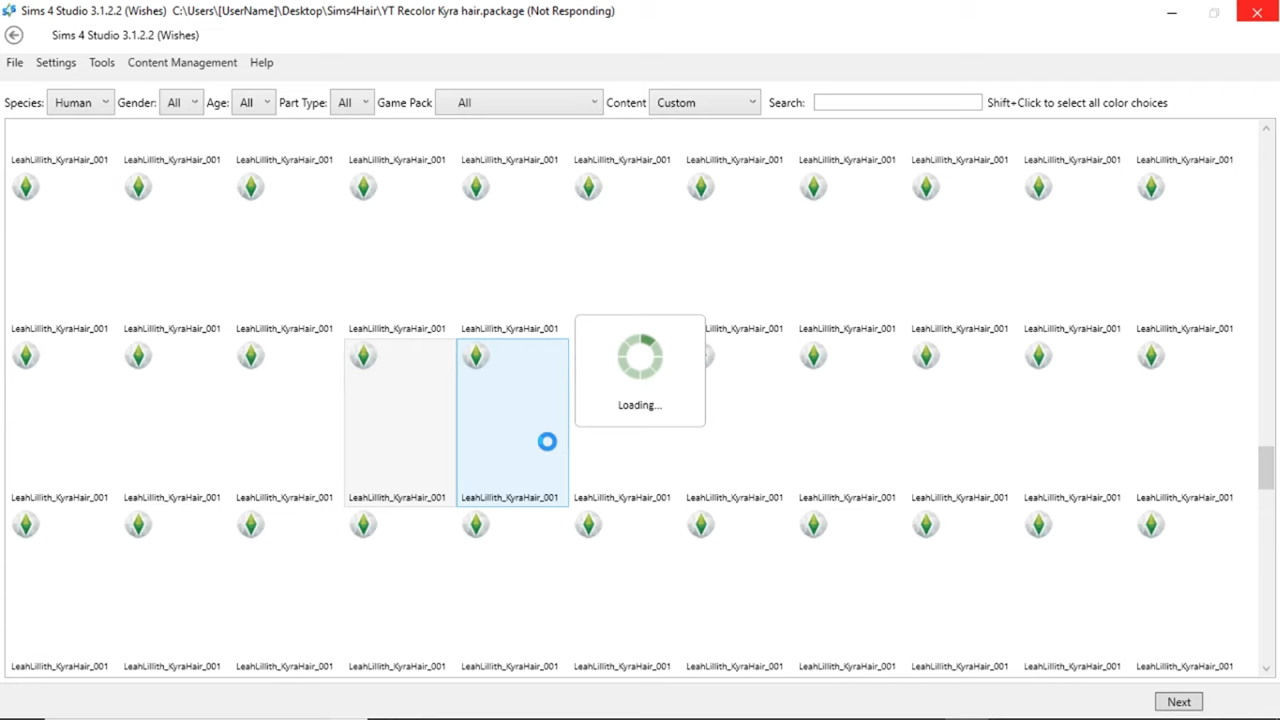 Sims 4 Studio 3.1.2.2 (Wishes) C:\Users\[UserName]\Desktop\Sims4Hair\YT Recolor Kyra hair.package (Not Responding)
Sims 4 Studio 3.1.2.2 (Wishes)
File Settings Tools Content Management Help
Species: Human Gender: All Age: All Part Type: All Game Pack All Content Custom Search: Shift+Click to select all color choices
LeahLillith_KyraHair_001 LeahLillith_KyraHair_001 LeahLillith_KyraHair_001 LeahLillith_KyraHair_001 LeahLillith_KyraHair_001 LeahLillith_KyraHair_001 LeahLillith_KyraHair_001 LeahLillith_KyraHair_001 LeahLillith_KyraHair_001 LeahLillith_KyraHair_001 LeahLillith_KyraHair_001
LeahLillith_KyraHair_001 LeahLillith_KyraHair_001 LeahLillith_KyraHair_001 LeahLillith_KyraHair_001 LeahLillith_KyraHair_001 LeahLillith_KyraHair_001 LeahLillith_KyraHair_001 LeahLillith_KyraHair_001 LeahLillith_KyraHair_001 LeahLillith_KyraHair_001
Loading...
LeahLillith_KyraHair_001 LeahLillith_KyraHair_001 LeahLillith_KyraHair_001 LeahLillith_KyraHair_001 LeahLillith_KyraHair_001 LeahLillith_KyraHair_001 LeahLillith_KyraHair_001 LeahLillith_KyraHair_001 LeahLillith_KyraHair_001 LeahLillith_KyraHair_001 LeahLillith_KyraHair_001
LeahLillith_KyraHair_001 LeahLillith_KyraHair_001 LeahLillith_KyraHair_001 LeahLillith_KyraHair_001 LeahLillith_KyraHair_001 LeahLillith_KyraHair_001 LeahLillith_KyraHair_001 LeahLillith_KyraHair_001 LeahLillith_KyraHair_001 LeahLillith_KyraHair_001 LeahLillith_KyraHair_001
Next